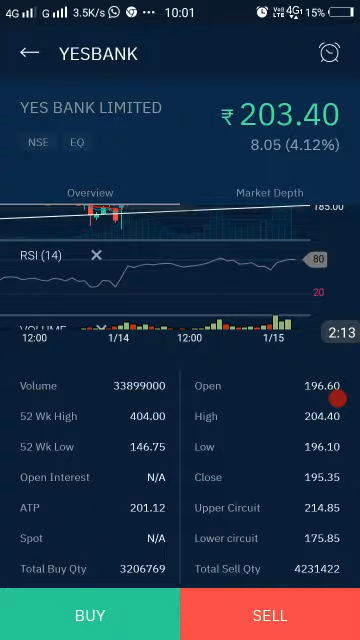 4G G 3.5K/s ••• 10:01 VoLTE 4G↑ 15%
YESBANK
YES BANK LIMITED
₹ 203.40
NSE EQ
8.05 (4.12%)
Overview Market Depth
185.00
RSI (14) 80
20
VOLUME 2:13
12:00 1/14 12:00 1/15
Volume 33899000 Open 196.60
52 Wk High 404.00 High 204.40
52 Wk Low 146.75 Low 196.10
Open Interest N/A Close 195.35
ATP 201.12 Upper Circuit 214.85
Spot N/A Lower circuit 175.85
Total Buy Qty 3206769 Total Sell Qty 4231422
BUY SELL